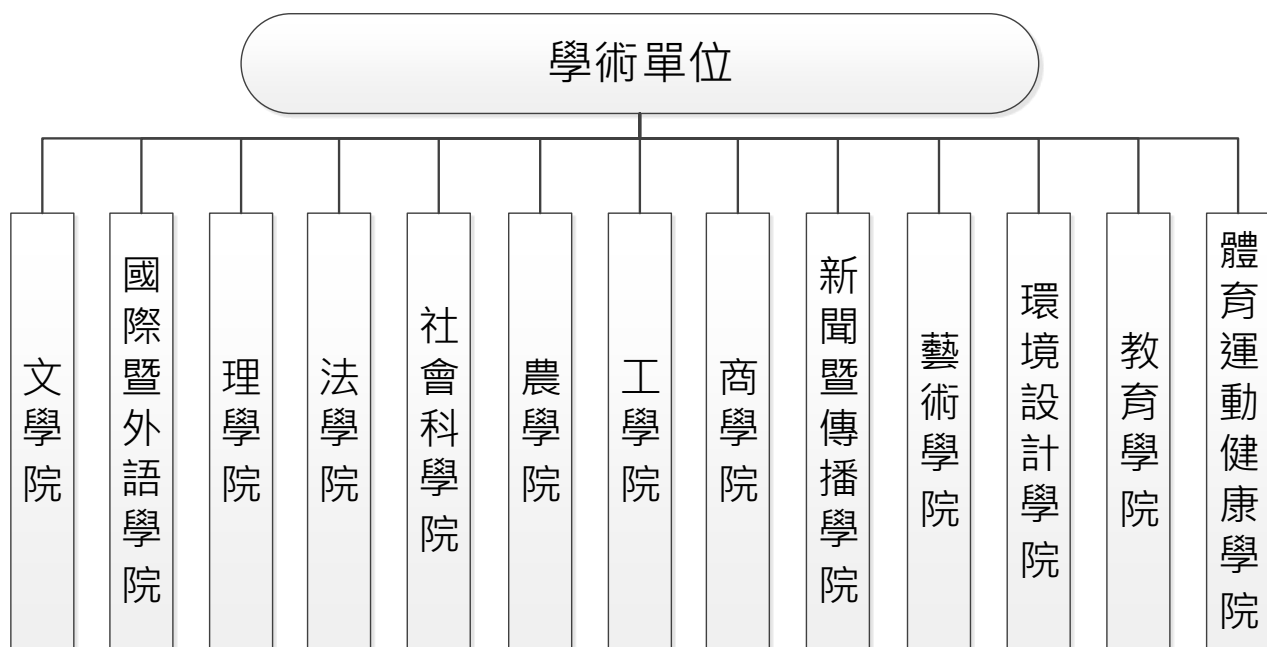 學術單位
文學院
國際暨外語學院
理學院
法學院
社會科學院
農學院
工學院
商學院
新聞暨傳播學院
藝術學院
環境設計學院
教育學院
體育運動健康學院